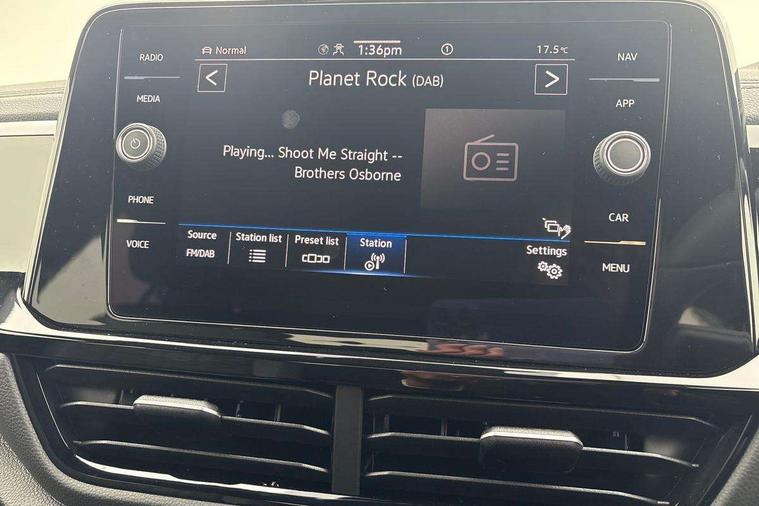 RADIO
MEDIA
PHONE
VOICE
Normal
1:36pm
1
17.5°C
<
Planet Rock (DAB)
>
Playing... Shoot Me Straight --
Brothers Osborne
Source
FM/DAB
Station list
Preset list
Station
Settings
NAV
APP
CAR
MENU